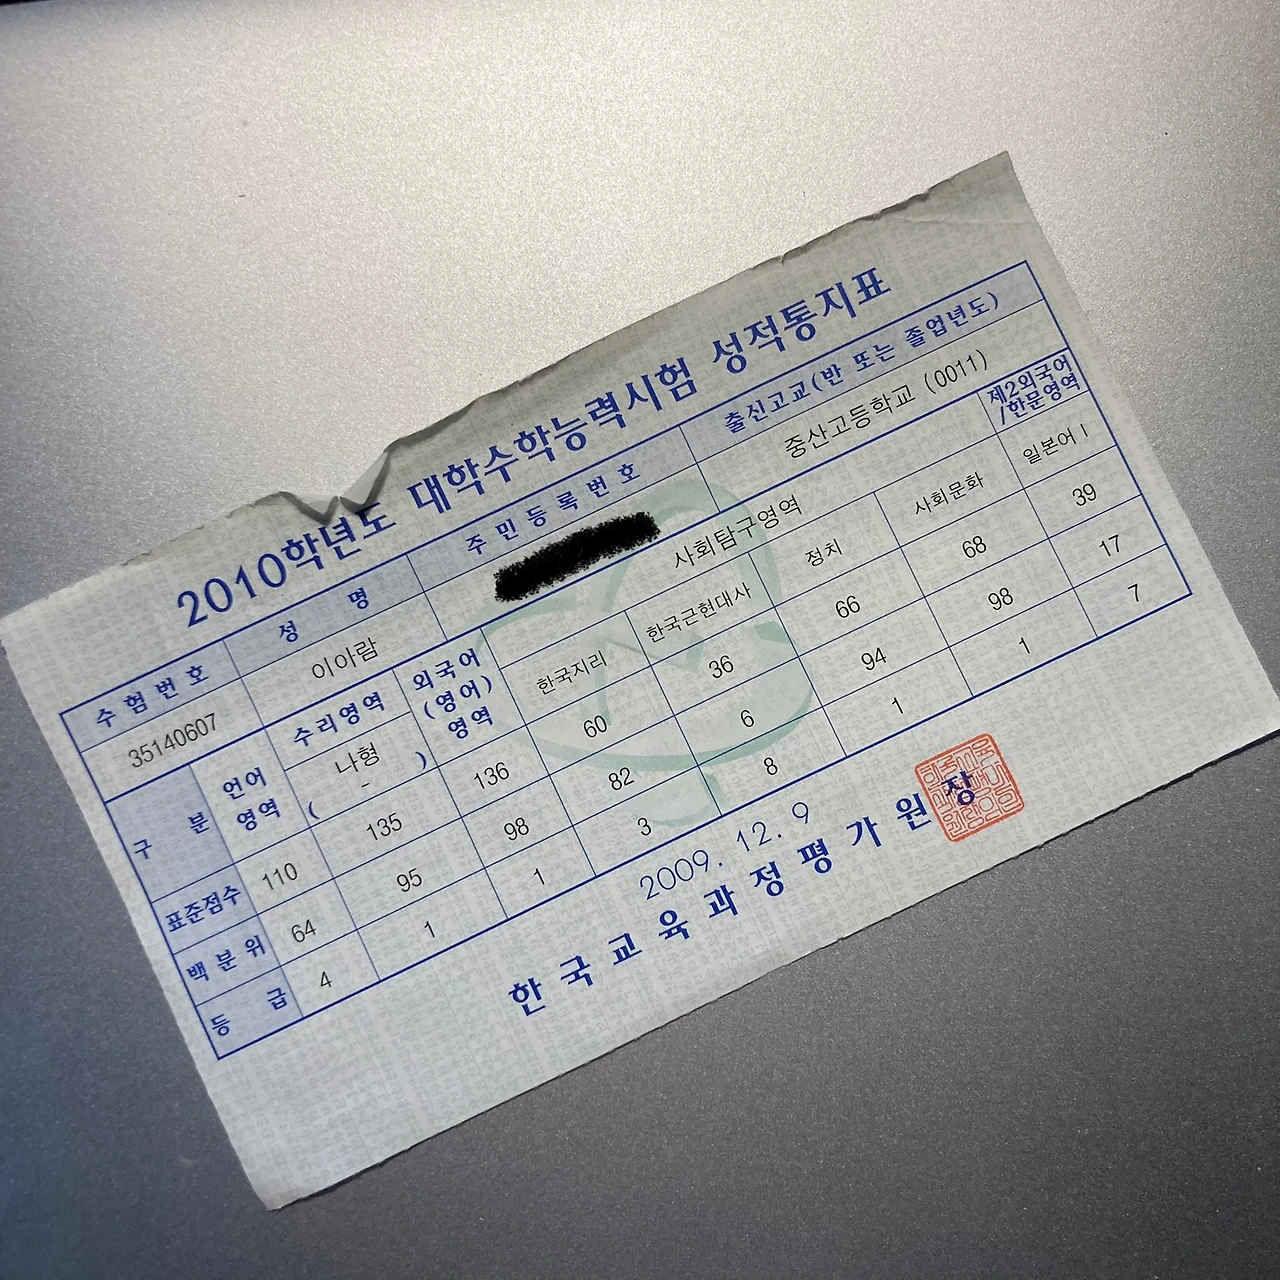 2010학년도 대학수학능력시험 성적통지표
수험번호 성 명 주민등록번호 출신고교(반 또는 졸업년도)
35140607 이아람 중산고등학교 (0011)
구 분 언어영역 수리영역 외국어(영어)영역 사회탐구영역 제2외국어/한문영역
나형 ( - ) 한국지리 한국근현대사 정치 사회문화 일본어 I
표준점수 110 135 136 60 36 66 68 39
백분위 64 95 98 82 6 94 98 17
등 급 4 1 1 3 8 1 1 7
2009. 12. 9
한국교육과정평가원장